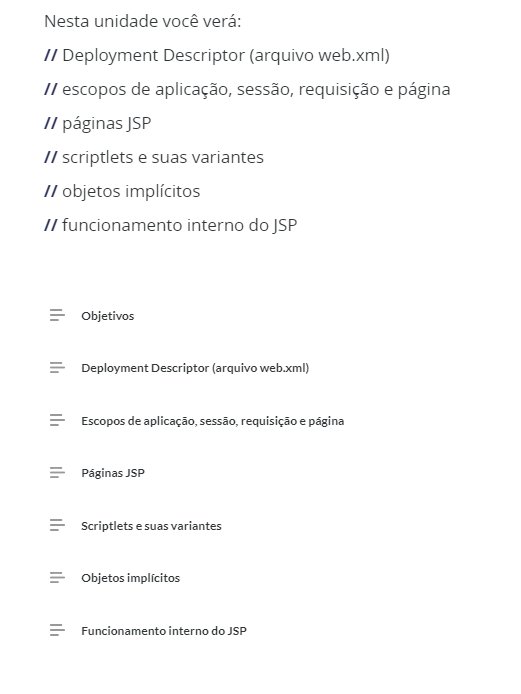 Nesta unidade você verá:
// Deployment Descriptor (arquivo web.xml)
// escopos de aplicação, sessão, requisição e página
// páginas JSP
// scriptlets e suas variantes
// objetos implícitos
// funcionamento interno do JSP
Objetivos
Deployment Descriptor (arquivo web.xml)
Escopos de aplicação, sessão, requisição e página
Páginas JSP
Scriptlets e suas variantes
Objetos implícitos
Funcionamento interno do JSP